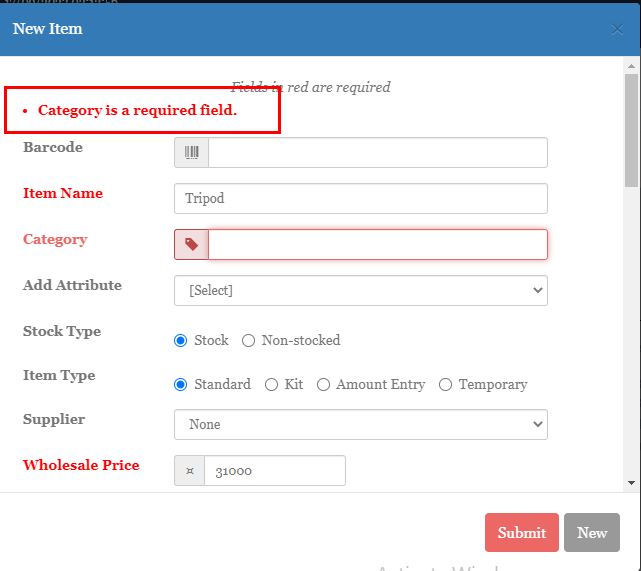 New Item
×
Fields in red are required
• Category is a required field.
Barcode
Item Name Tripod
Category
Add Attribute [Select]
Stock Type Stock Non-stocked
Item Type Standard Kit Amount Entry Temporary
Supplier None
Wholesale Price ¤ 31000
Submit New